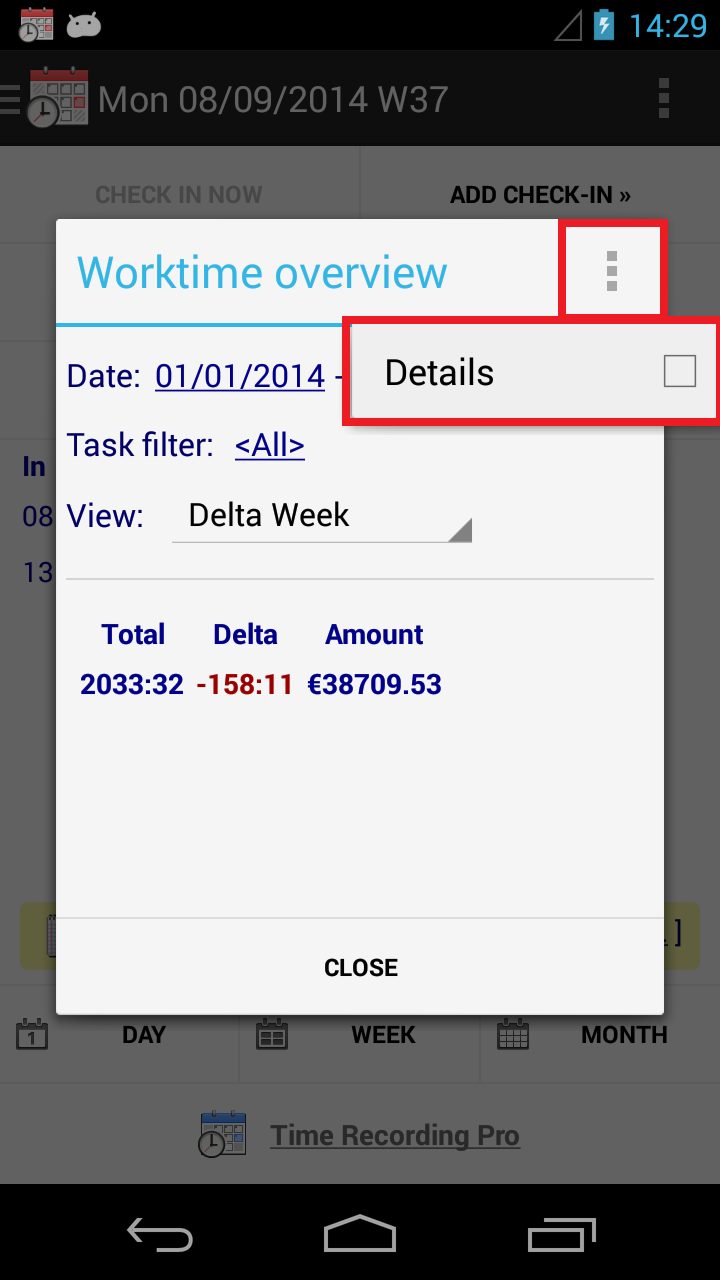 14:29
Mon 08/09/2014 W37
CHECK IN NOW ADD CHECK-IN »
Worktime overview
Date: 01/01/2014 - Details
Task filter: <All>
In
View: Delta Week
08
13
Total Delta Amount
2033:32 -158:11 €38709.53
]
CLOSE
1 DAY WEEK MONTH
Time Recording Pro